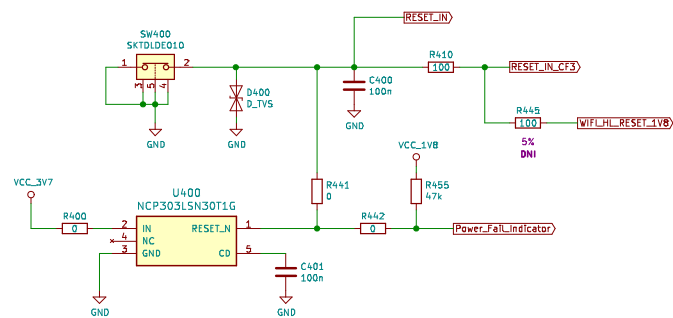 RESET_IN
SW400
SKTDLDE010
1
2
3
5
4
GND
D400
D_TVS
GND
C400
100n
GND
R410
100
RESET_IN_CF3
R445
100
5%
DNI
WIFI_HL_RESET_1V8
VCC_1V8
R441
0
R455
47k
VCC_3V7
R400
0
U400
NCP303LSN30T1G
2
IN
RESET_N
1
4
NC
3
GND
CD
5
R442
0
Power_Fail_Indicator
C401
100n
GND
GND